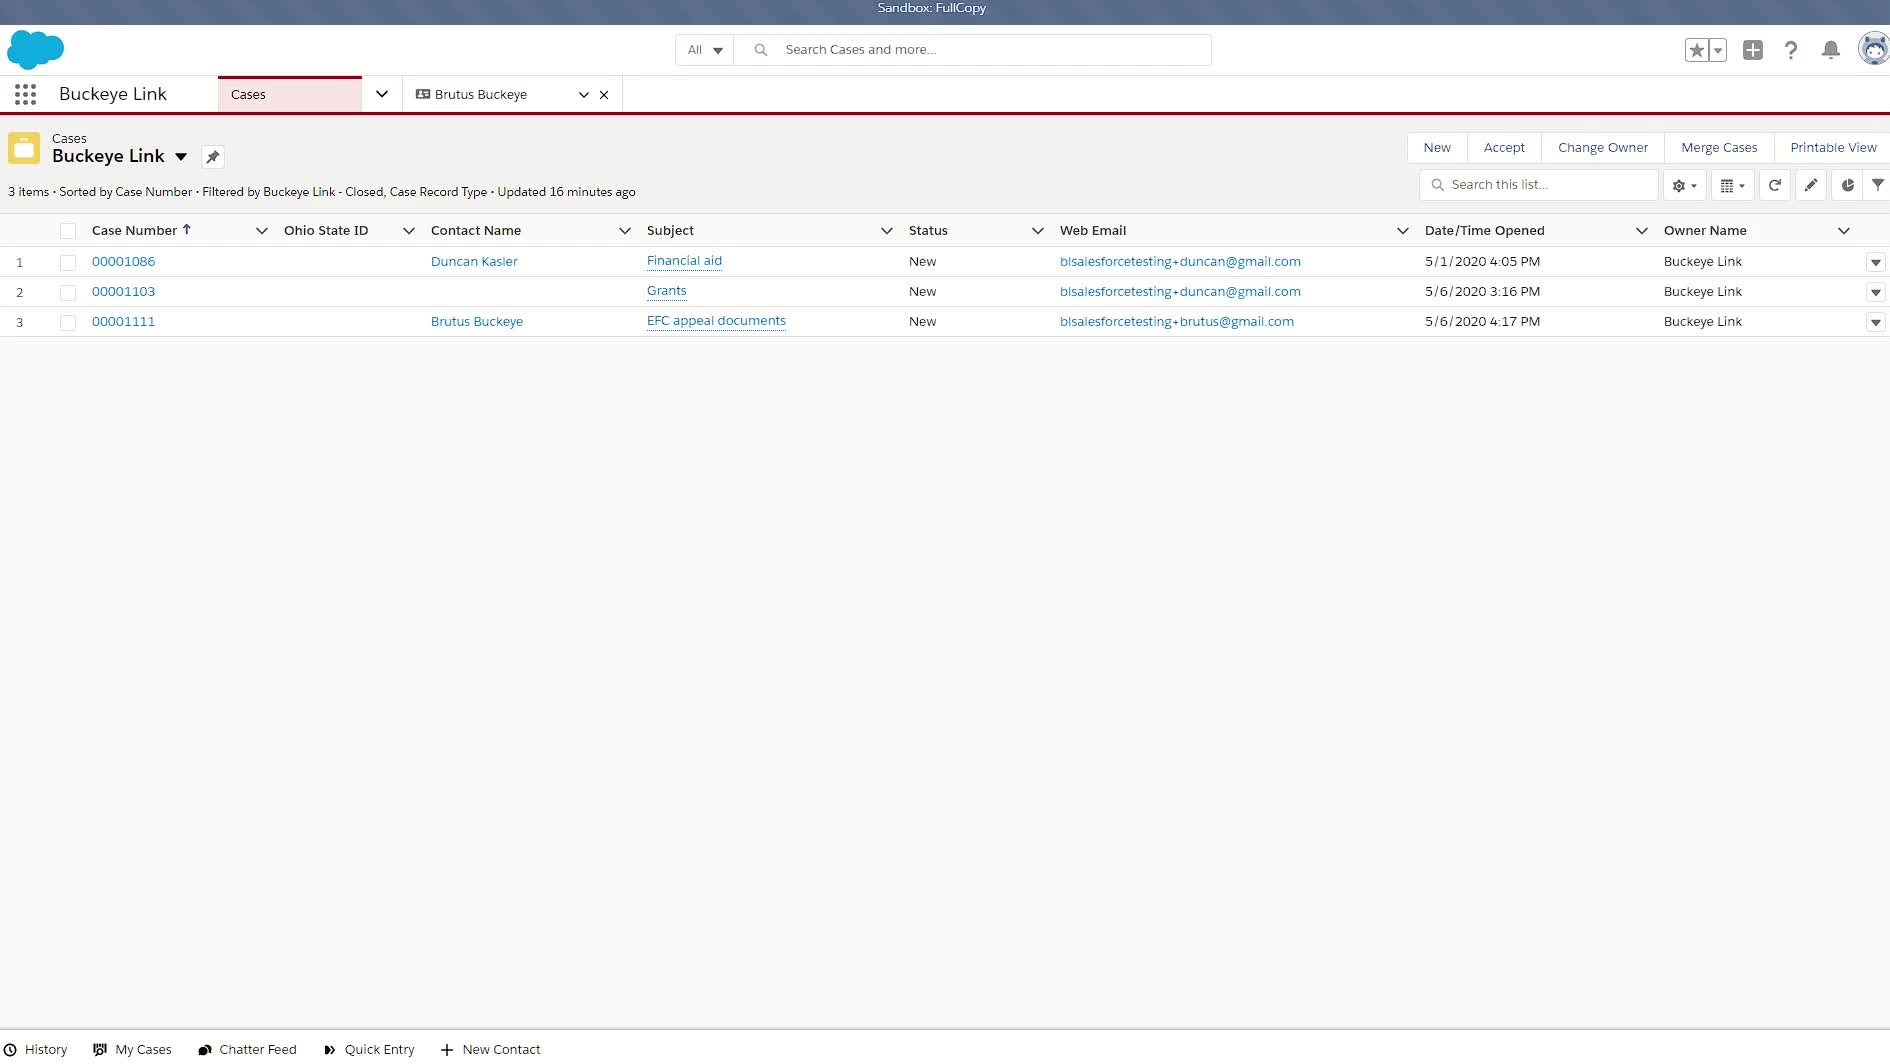 Sandbox: FullCopy
All Search Cases and more...
Buckeye Link Cases Brutus Buckeye
Cases
Buckeye Link
New Accept Change Owner Merge Cases Printable View
3 items • Sorted by Case Number • Filtered by Buckeye Link - Closed, Case Record Type • Updated 16 minutes ago
Search this list...
Case Number Ohio State ID Contact Name Subject Status Web Email Date/Time Opened Owner Name
1 00001086 Duncan Kasler Financial aid New blsalesforcetesting+duncan@gmail.com 5/1/2020 4:05 PM Buckeye Link
2 00001103 Grants New blsalesforcetesting+duncan@gmail.com 5/6/2020 3:16 PM Buckeye Link
3 00001111 Brutus Buckeye EFC appeal documents New blsalesforcetesting+brutus@gmail.com 5/6/2020 4:17 PM Buckeye Link
History My Cases Chatter Feed Quick Entry New Contact